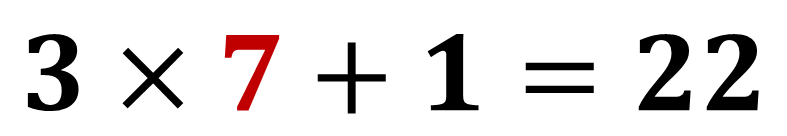 3 × 7 + 1 = 22